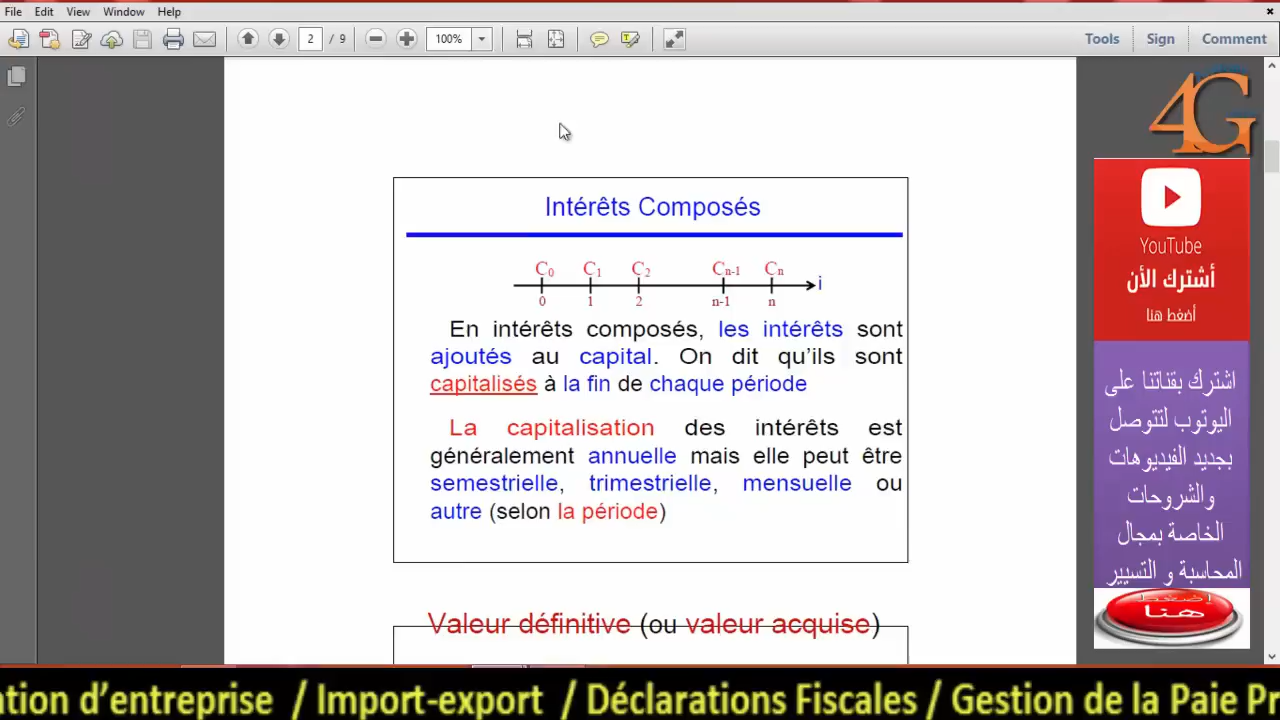 File Edit View Window Help
2 / 9 100% Tools Sign Comment
4G
Intérêts Composés
C0 C1 C2 Cn-1 Cn
i
0 1 2 n-1 n
En intérêts composés, les intérêts sont
ajoutés au capital. On dit qu'ils sont
capitalisés à la fin de chaque période
La capitalisation des intérêts est
généralement annuelle mais elle peut être
semestrielle, trimestrielle, mensuelle ou
autre (selon la période)
Valeur définitive (ou valeur acquise)
YouTube
أشترك الأن
أضغط هنا
اشترك بقناتنا على
اليوتوب لتتوصل
بجديد الفيديوهات
والشروحات
الخاصة بمجال
المحاسبة و التسيير
إضغط
هنا
ation d'entreprise / Import-export / Déclarations Fiscales / Gestion de la Paie Pr